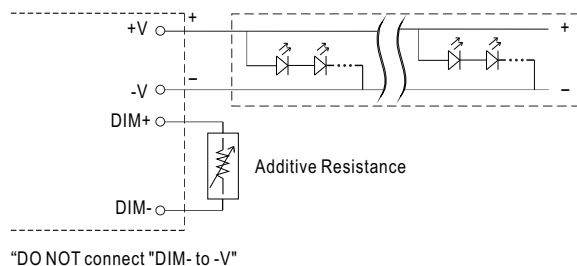 +V
+
+
-V
–
–
DIM+
Additive Resistance
DIM-
“DO NOT connect "DIM- to -V"